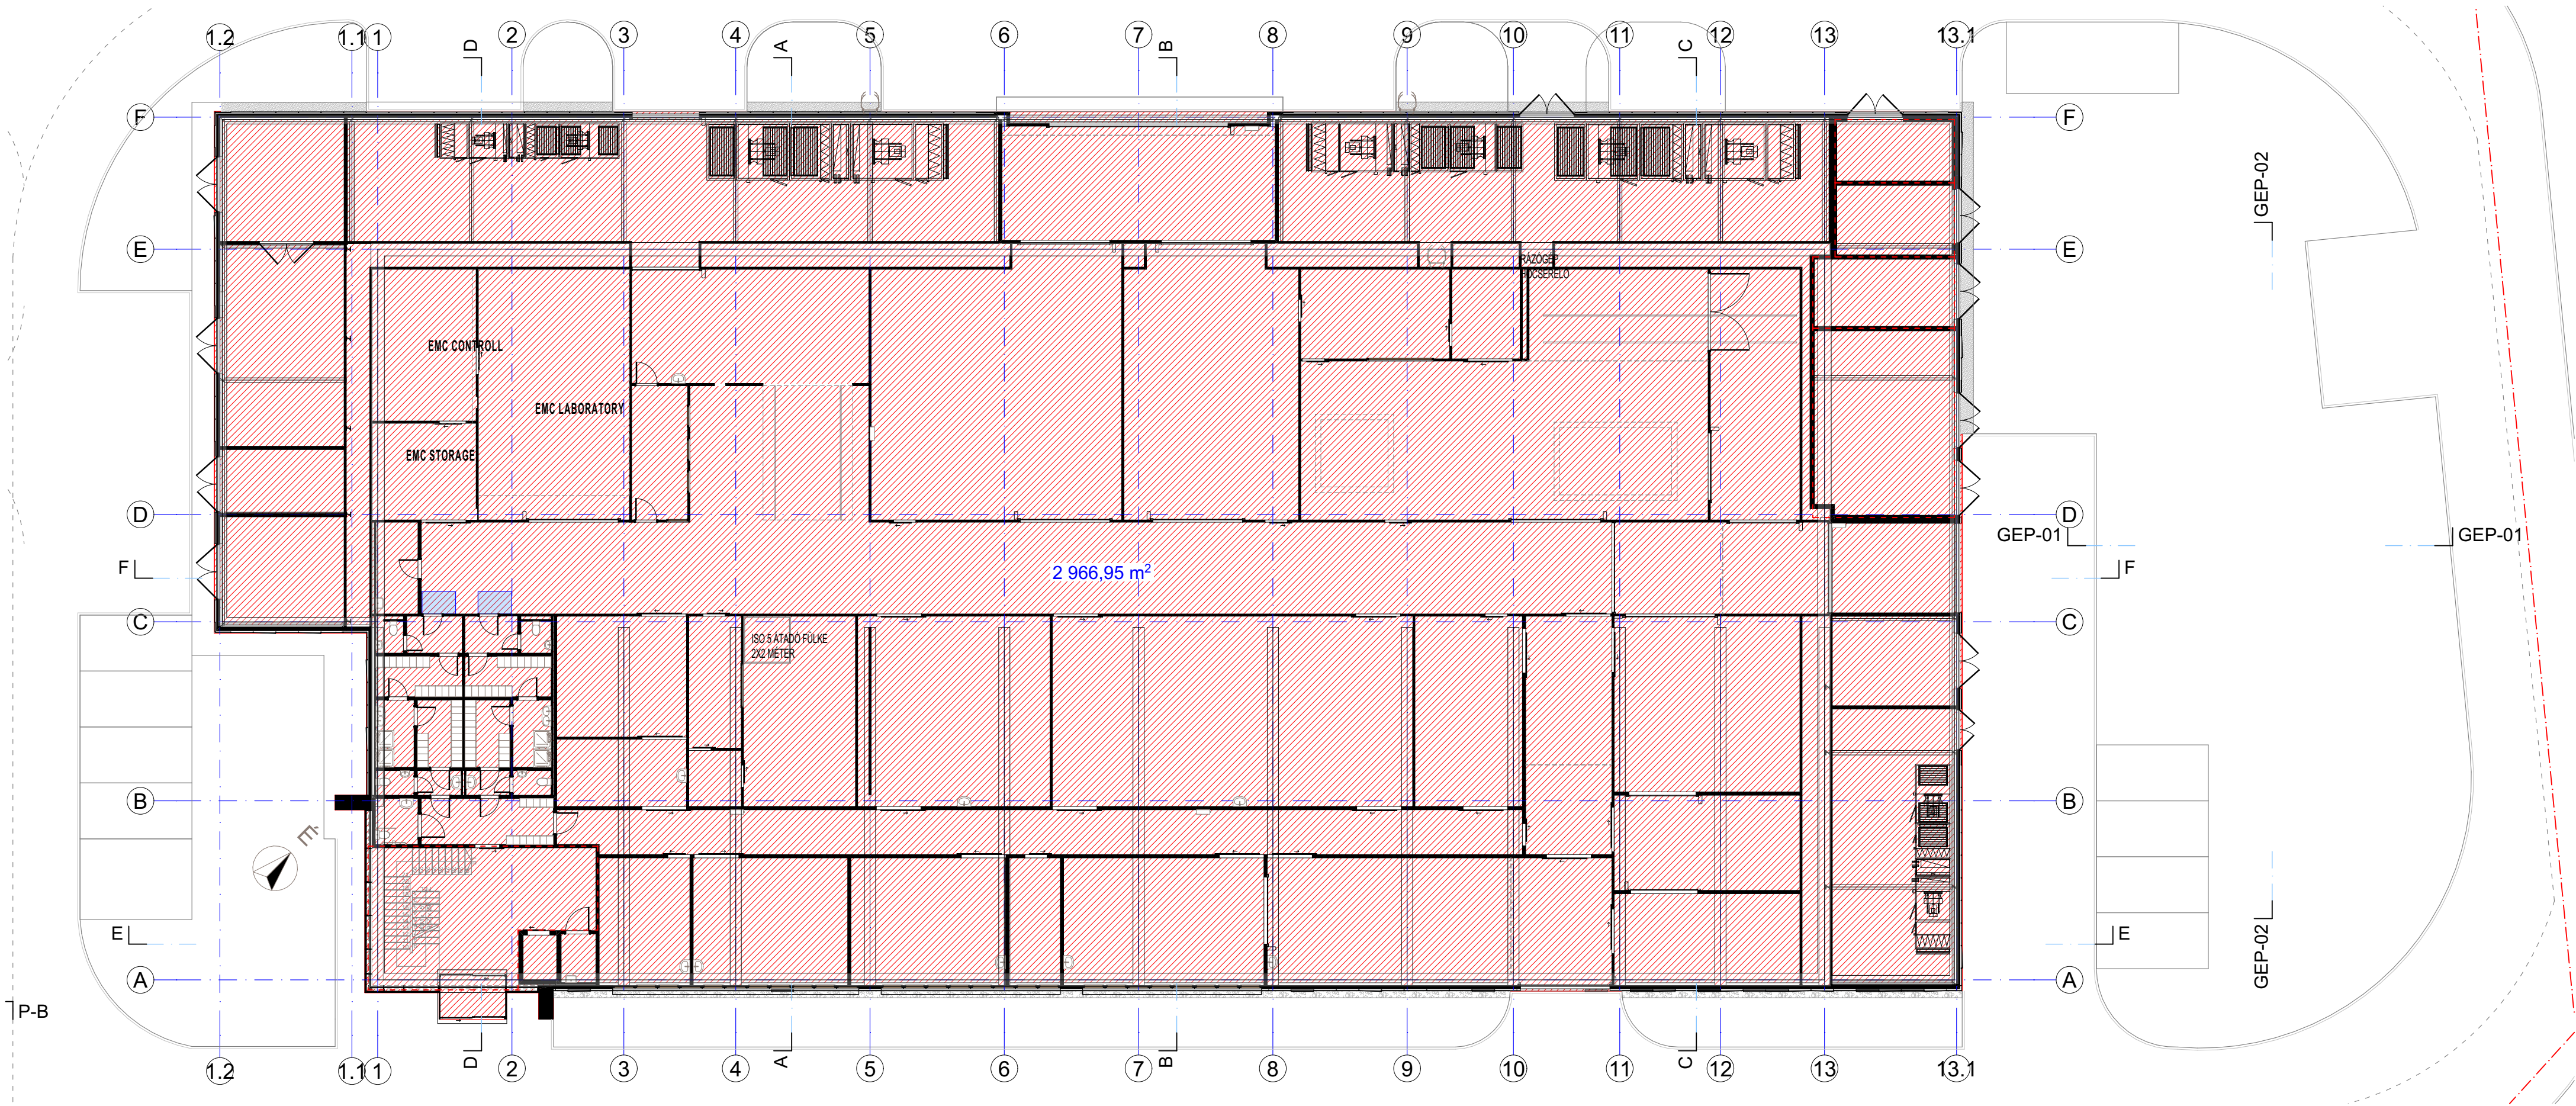 1.2 1.1 1 2 3 4 5 6 7 8 9 10 11 12 13 13.1
D A B C
F F
GEP-02
E E
RÁZÓGÉP
HŐCSERÉLŐ
EMC CONTROLL
EMC LABORATORY
EMC STORAGE
D D
GEP-01 GEP-01
F 2 966,95 m² F
C C
ISO 5 ÁTADÓ FÜLKE
2X2 MÉTER
B B
É
E E
GEP-02
A A
P-B
D A B C
1.2 1.1 1 2 3 4 5 6 7 8 9 10 11 12 13 13.1